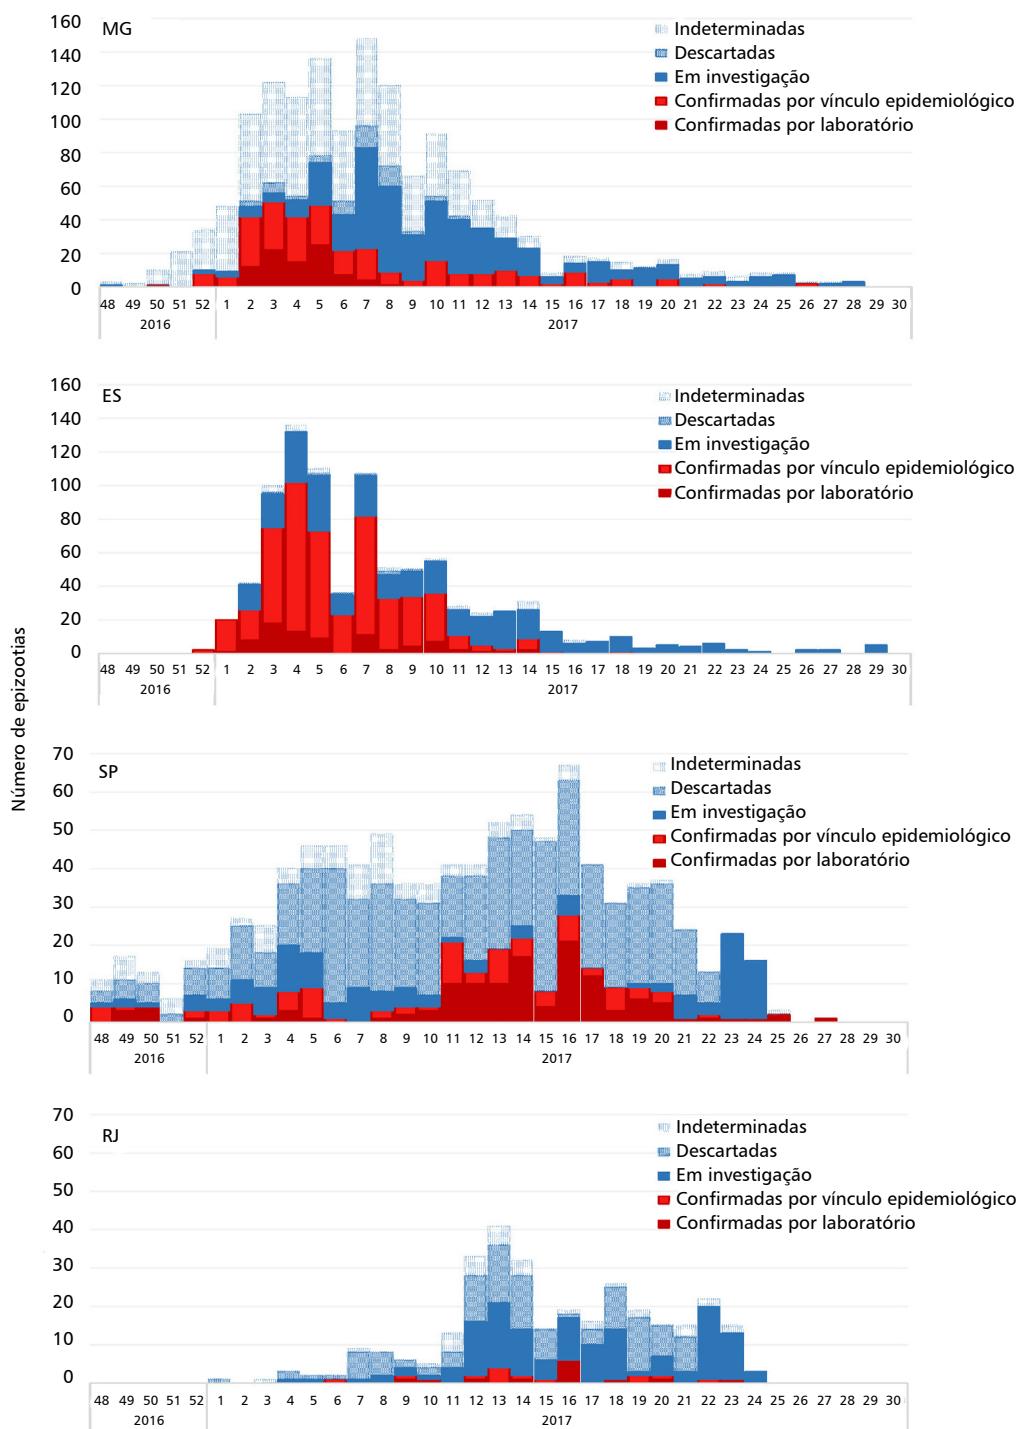 Número de epizootias
MG
160
140
120
100
80
60
40
20
0
Indeterminadas
Descartadas
Em investigação
Confirmadas por vínculo epidemiológico
Confirmadas por laboratório
48 49 50 51 52 1 2 3 4 5 6 7 8 9 10 11 12 13 14 15 16 17 18 19 20 21 22 23 24 25 26 27 28 29 30
2016 2017
ES
160
140
120
100
80
60
40
20
0
Indeterminadas
Descartadas
Em investigação
Confirmadas por vínculo epidemiológico
Confirmadas por laboratório
48 49 50 51 52 1 2 3 4 5 6 7 8 9 10 11 12 13 14 15 16 17 18 19 20 21 22 23 24 25 26 27 28 29 30
2016 2017
SP
70
60
50
40
30
20
10
0
Indeterminadas
Descartadas
Em investigação
Confirmadas por vínculo epidemiológico
Confirmadas por laboratório
48 49 50 51 52 1 2 3 4 5 6 7 8 9 10 11 12 13 14 15 16 17 18 19 20 21 22 23 24 25 26 27 28 29 30
2016 2017
RJ
70
60
50
40
30
20
10
0
Indeterminadas
Descartadas
Em investigação
Confirmadas por vínculo epidemiológico
Confirmadas por laboratório
48 49 50 51 52 1 2 3 4 5 6 7 8 9 10 11 12 13 14 15 16 17 18 19 20 21 22 23 24 25 26 27 28 29 30
2016 2017